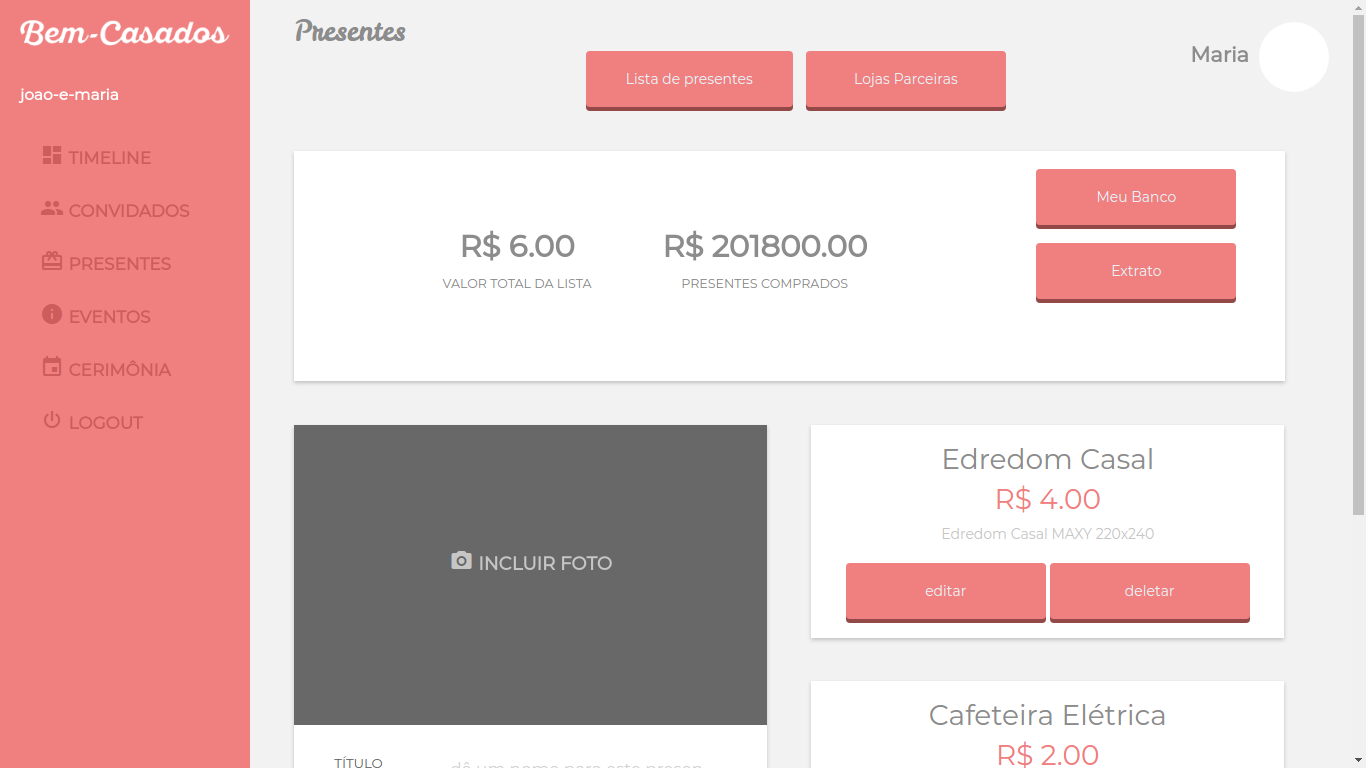 Bem-Casados
joao-e-maria
TIMELINE
CONVIDADOS
PRESENTES
EVENTOS
CERIMÔNIA
LOGOUT
Presentes
Lista de presentes
Lojas Parceiras
Maria
R$ 6.00
VALOR TOTAL DA LISTA
R$ 201800.00
PRESENTES COMPRADOS
Meu Banco
Extrato
INCLUIR FOTO
TÍTULO
dê um nome para este presen
Edredom Casal
R$ 4.00
Edredom Casal MAXY 220x240
editar
deletar
Cafeteira Elétrica
R$ 2.00